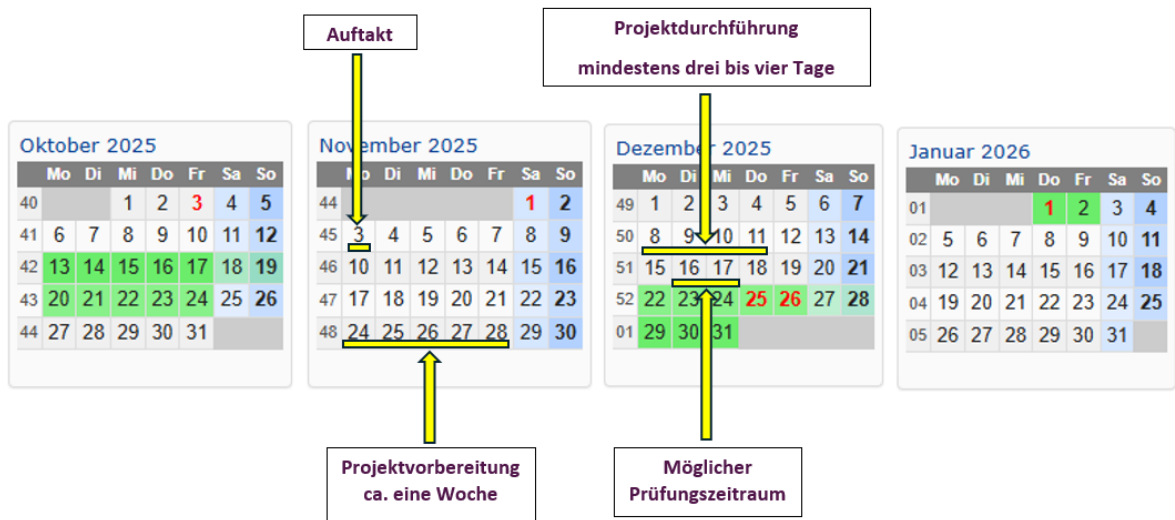 Auftakt
Projektdurchführung
mindestens drei bis vier Tage
Oktober 2025
Mo Di Mi Do Fr Sa So
40 1 2 3 4 5
41 6 7 8 9 10 11 12
42 13 14 15 16 17 18 19
43 20 21 22 23 24 25 26
44 27 28 29 30 31
November 2025
Mo Di Mi Do Fr Sa So
44 1 2
45 3 4 5 6 7 8 9
46 10 11 12 13 14 15 16
47 17 18 19 20 21 22 23
48 24 25 26 27 28 29 30
Dezember 2025
Mo Di Mi Do Fr Sa So
49 1 2 3 4 5 6 7
50 8 9 10 11 12 13 14
51 15 16 17 18 19 20 21
52 22 23 24 25 26 27 28
01 29 30 31
Januar 2026
Mo Di Mi Do Fr Sa So
01 1 2 3 4
02 5 6 7 8 9 10 11
03 12 13 14 15 16 17 18
04 19 20 21 22 23 24 25
05 26 27 28 29 30 31
Projektvorbereitung
ca. eine Woche
Möglicher
Prüfungszeitraum